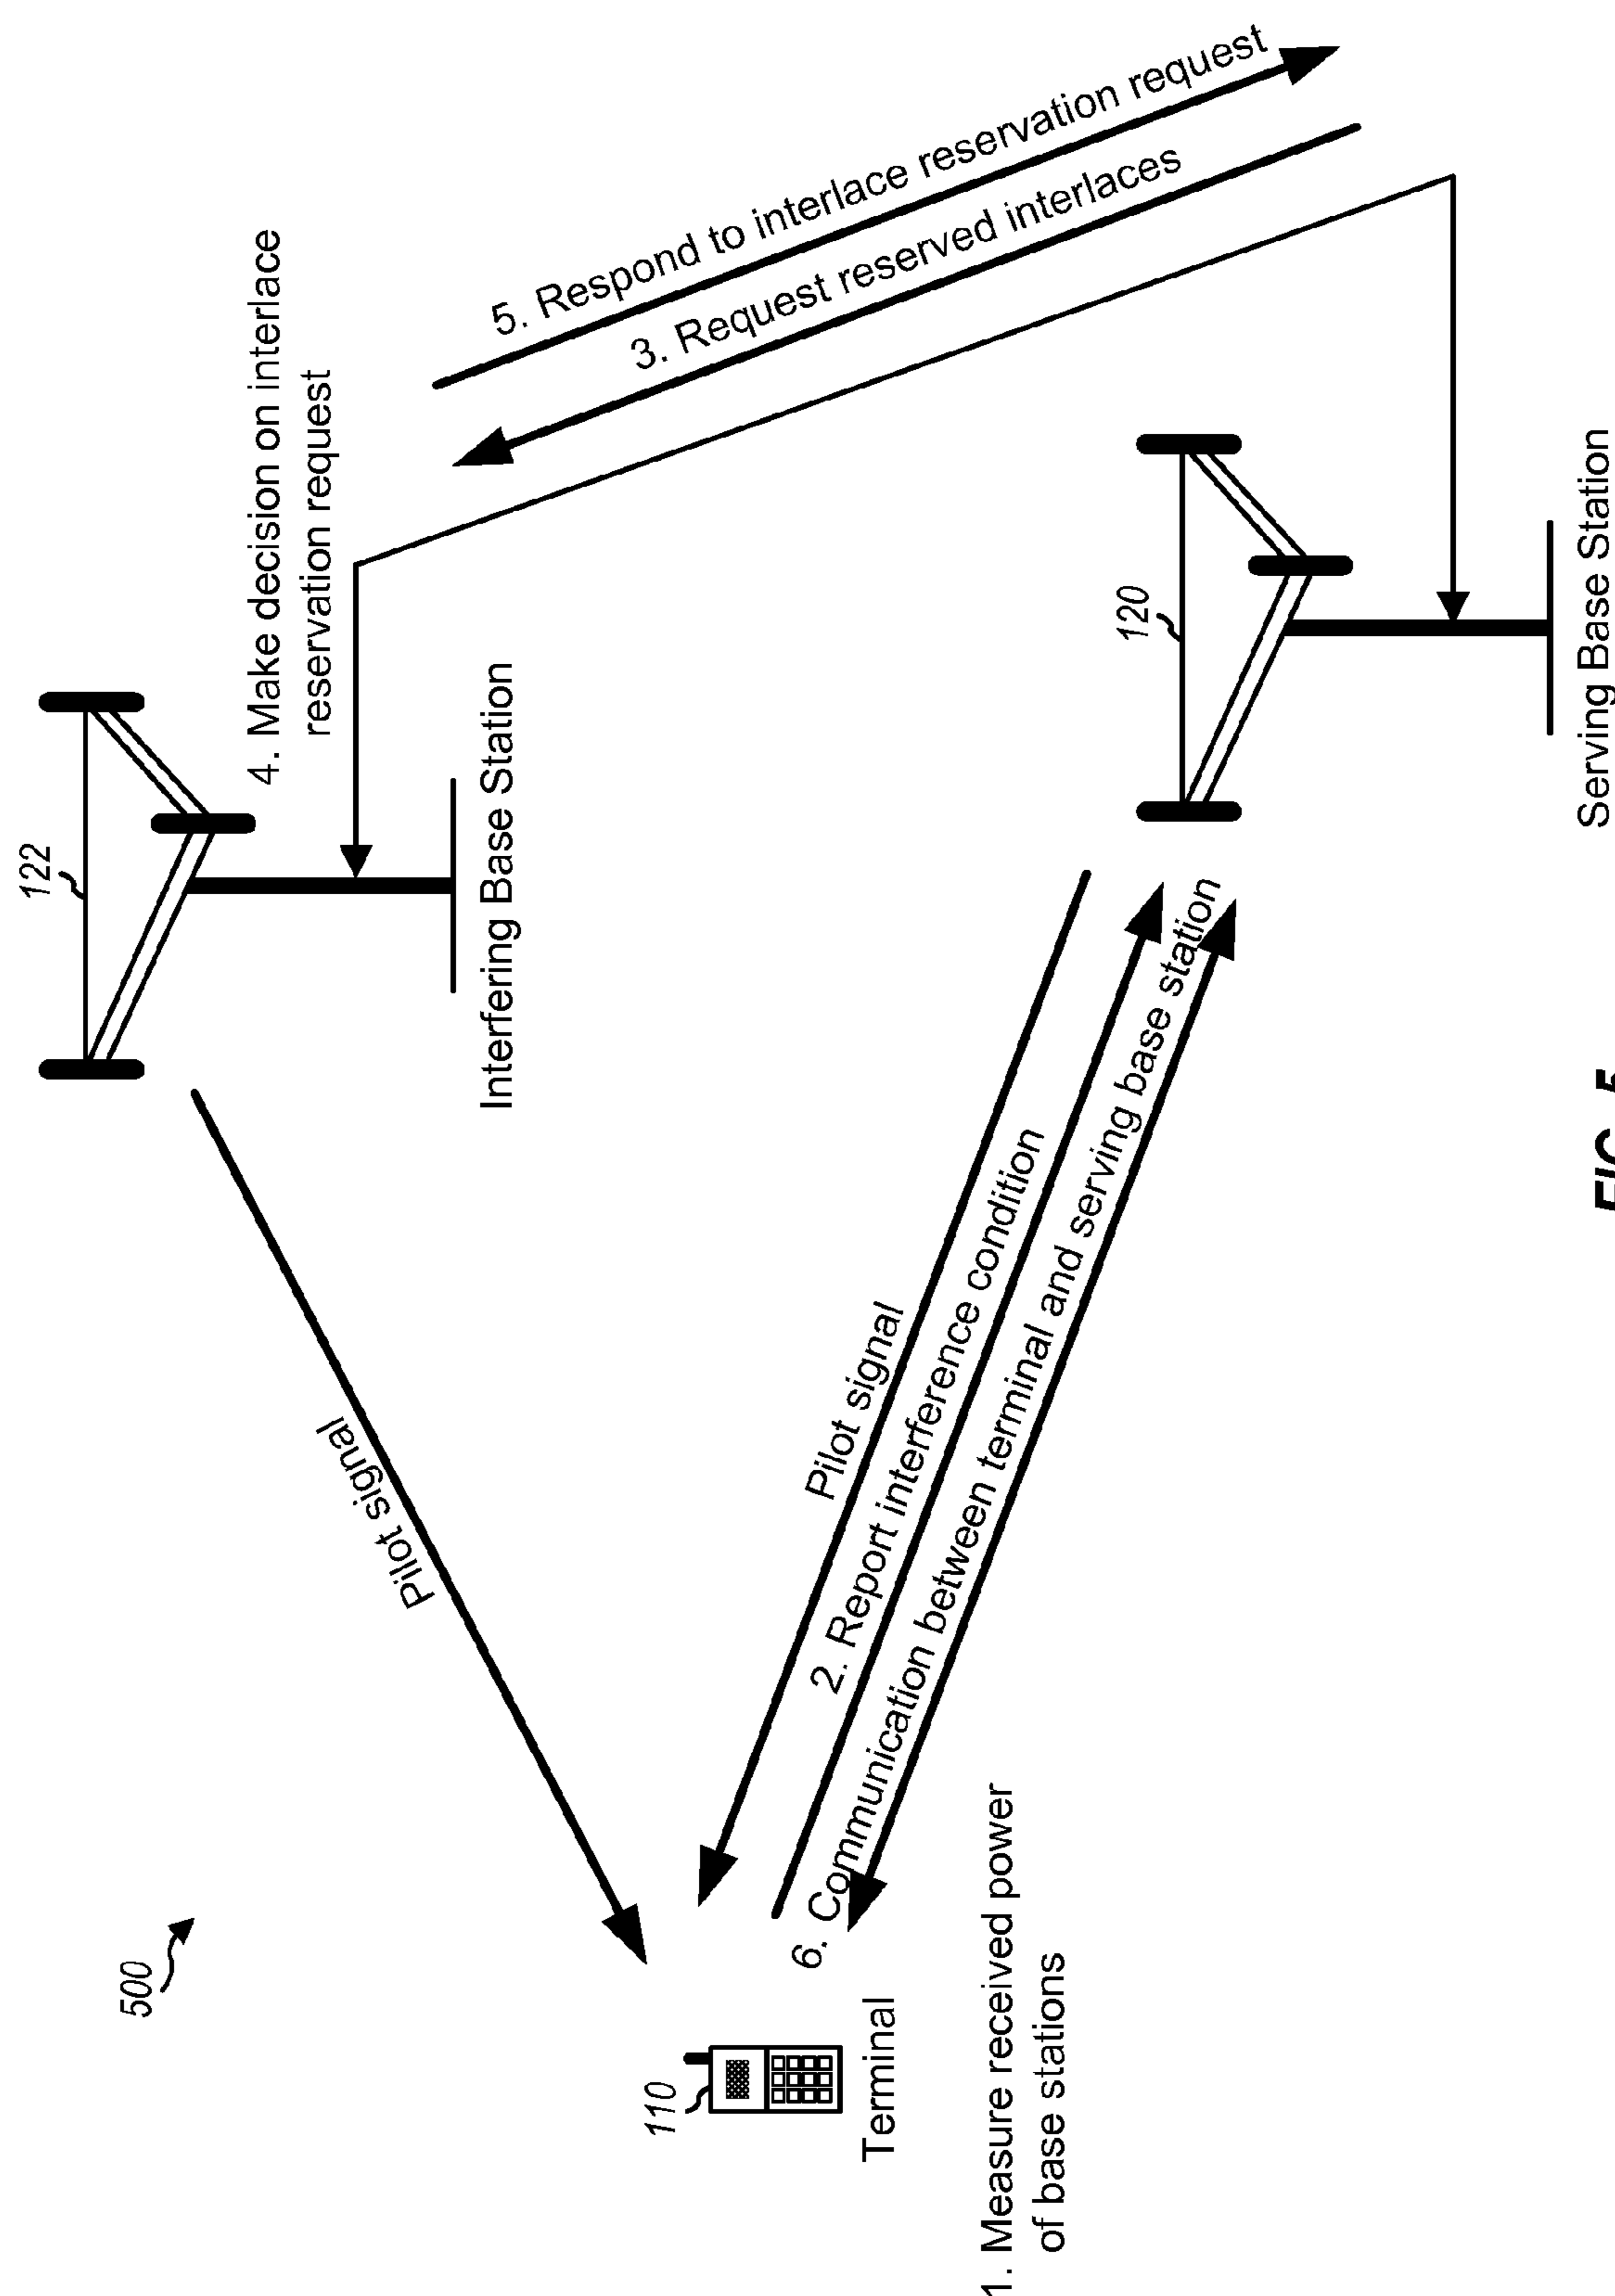 500
122
4. Make decision on interlace
reservation request
Interfering Base Station
Pilot signal
5. Respond to interlace reservation request
3. Request reserved interlaces
110
Terminal
Pilot signal
2. Report interference condition
6. Communication between terminal and serving base station
120
Serving Base Station
1. Measure received power
of base stations
FIG. 5